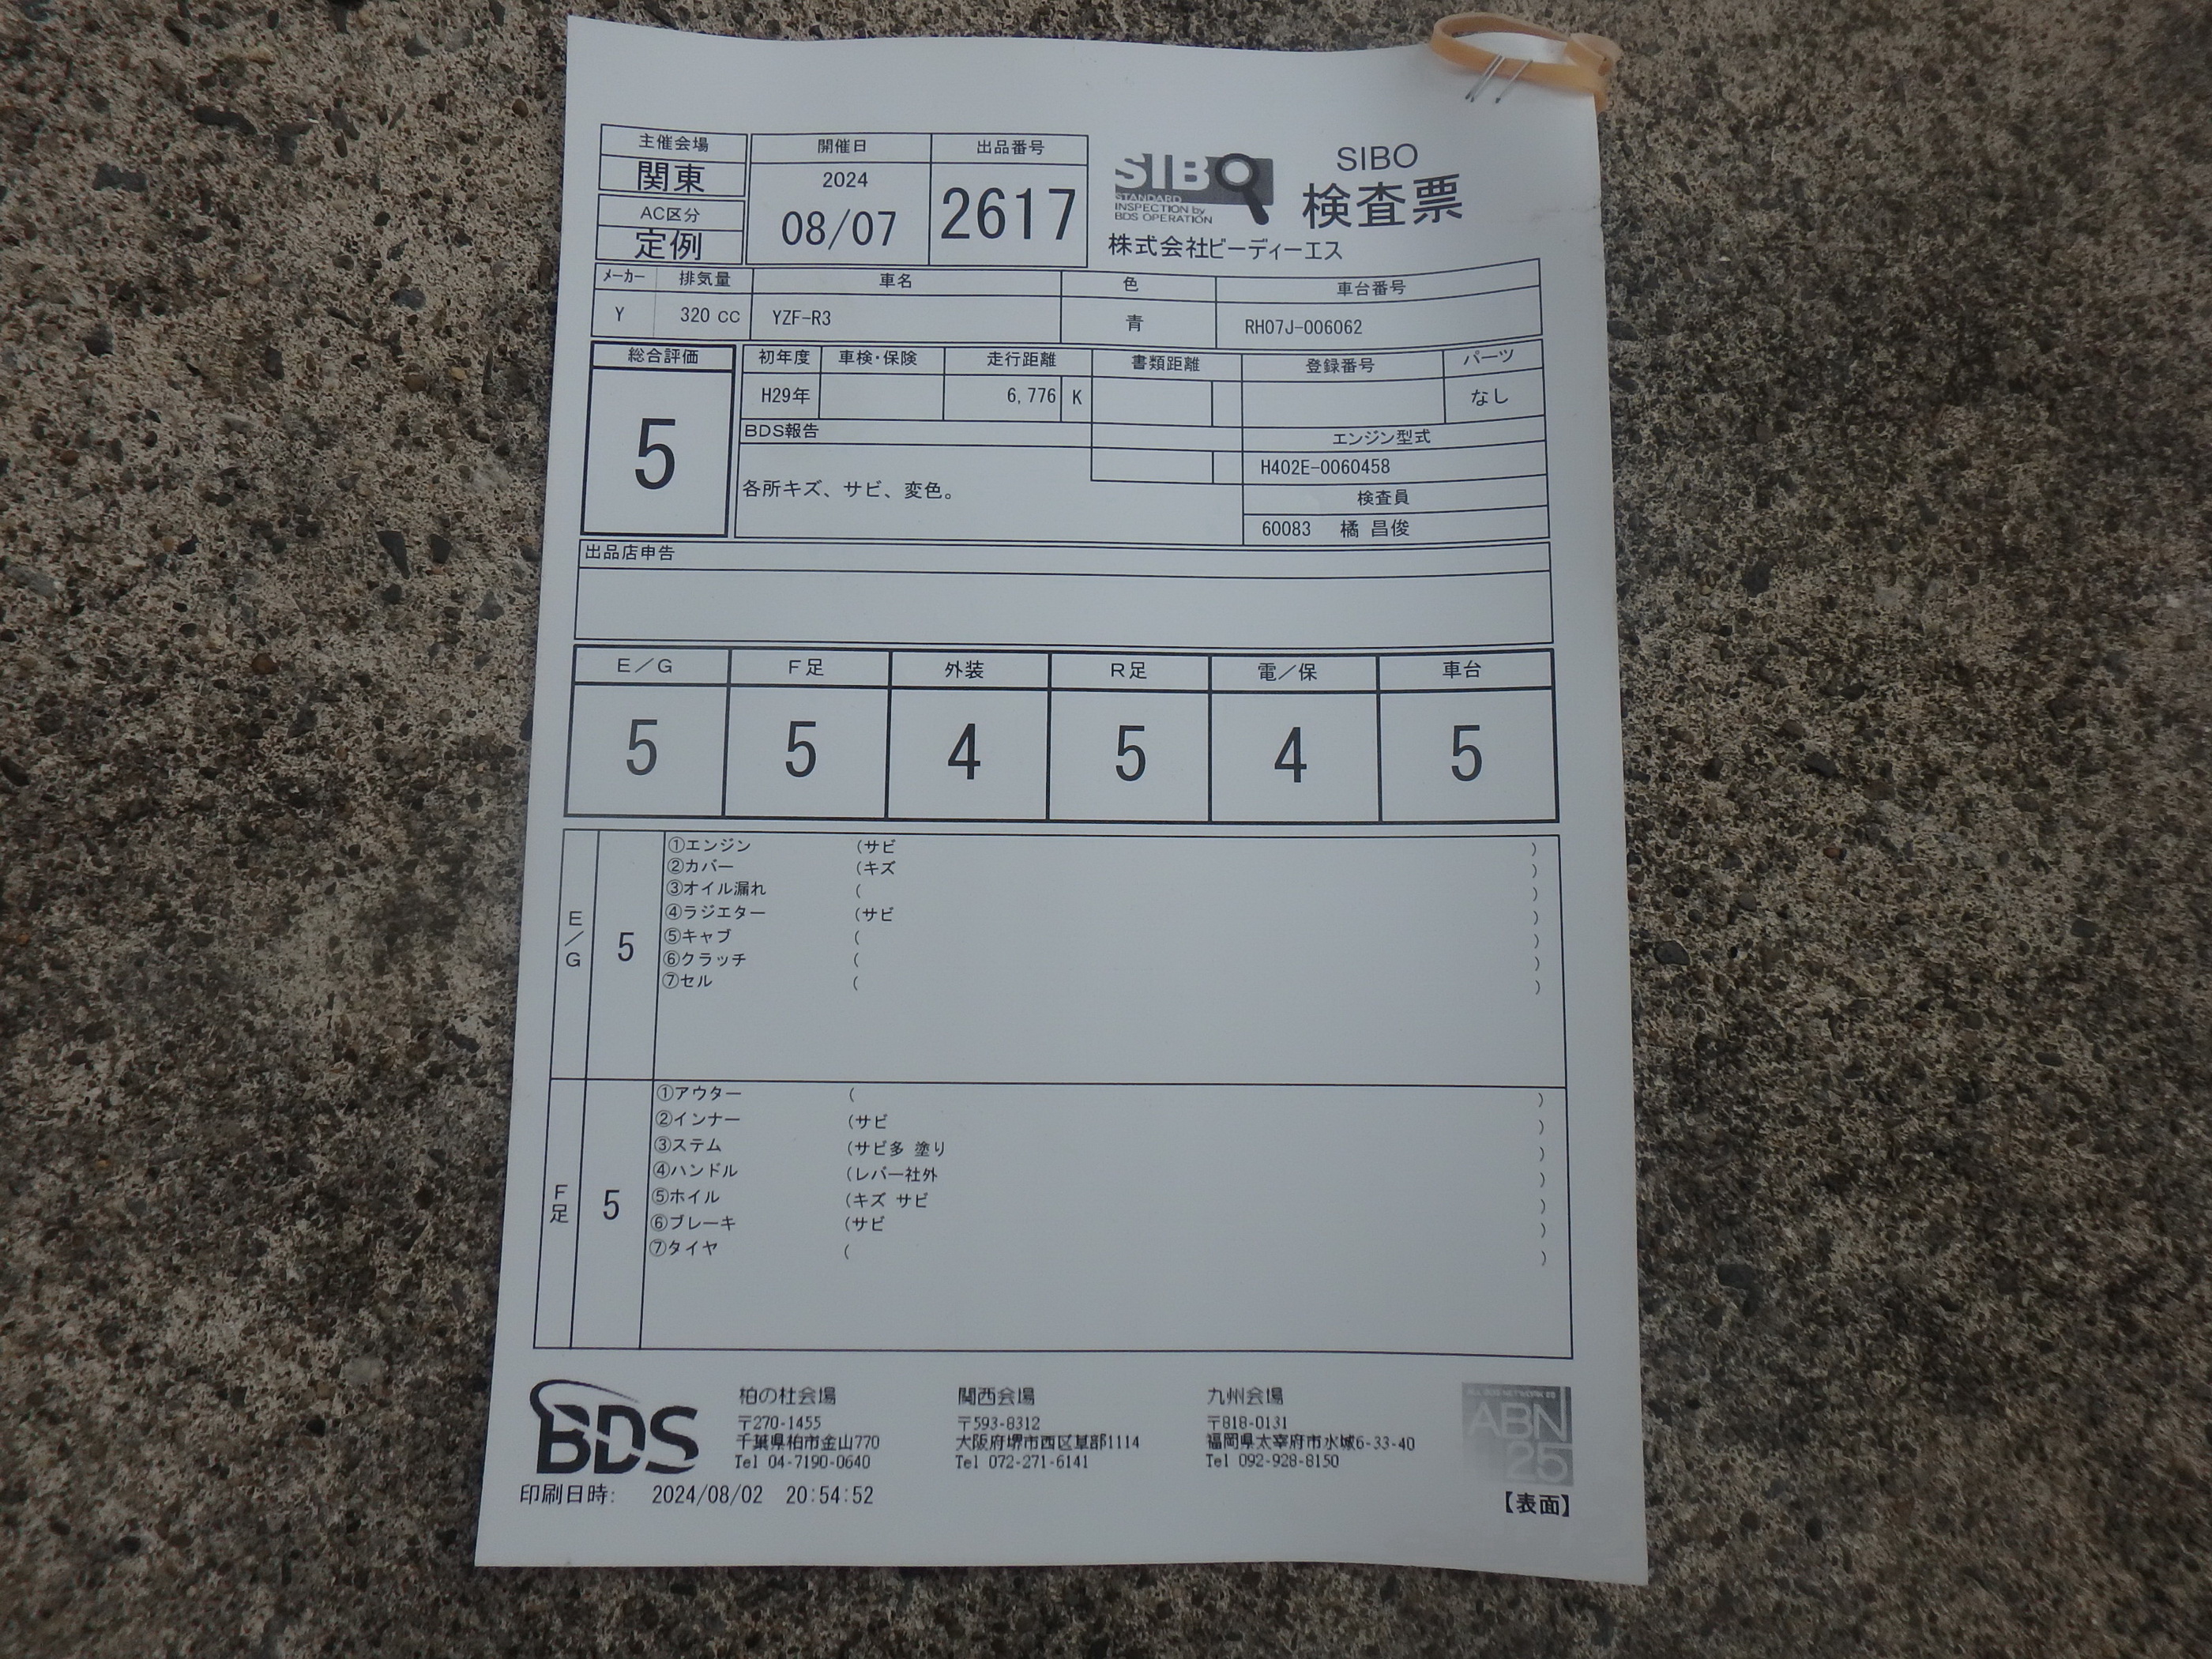 主催会場
関東
AC区分
定例
開催日
2024
08/07
出品番号
2617
SIBO
STANDARD
INSPECTION by
BDS OPERATION
SIBO
検査票
株式会社ビーディーエス
メーカー 排気量 車名 色 車台番号
Y 320 cc YZF-R3 青 RH07J-006062
総合評価
5
初年度 車検・保険 走行距離 書類距離 登録番号 パーツ
H29年 6,776 K なし
BDS報告
各所キズ、サビ、変色。
エンジン型式
H402E-0060458
検査員
60083 橘 昌俊
出品店申告
E／G F足 外装 R足 電／保 車台
5 5 4 5 4 5
E／G
5
①エンジン (サビ )
②カバー (キズ )
③オイル漏れ ( )
④ラジエター (サビ )
⑤キャブ ( )
⑥クラッチ ( )
⑦セル ( )
F足
5
①アウター ( )
②インナー (サビ )
③ステム (サビ多 塗り )
④ハンドル (レバー社外 )
⑤ホイル (キズ サビ )
⑥ブレーキ (サビ )
⑦タイヤ ( )
BDS
柏の杜会場
〒270-1455
千葉県柏市金山770
Tel 04-7190-0640
関西会場
〒593-8312
大阪府堺市西区草部1114
Tel 072-271-6141
九州会場
〒818-0131
福岡県太宰府市水城6-33-40
Tel 092-928-8150
ABN
25
印刷日時: 2024/08/02 20:54:52
【表面】